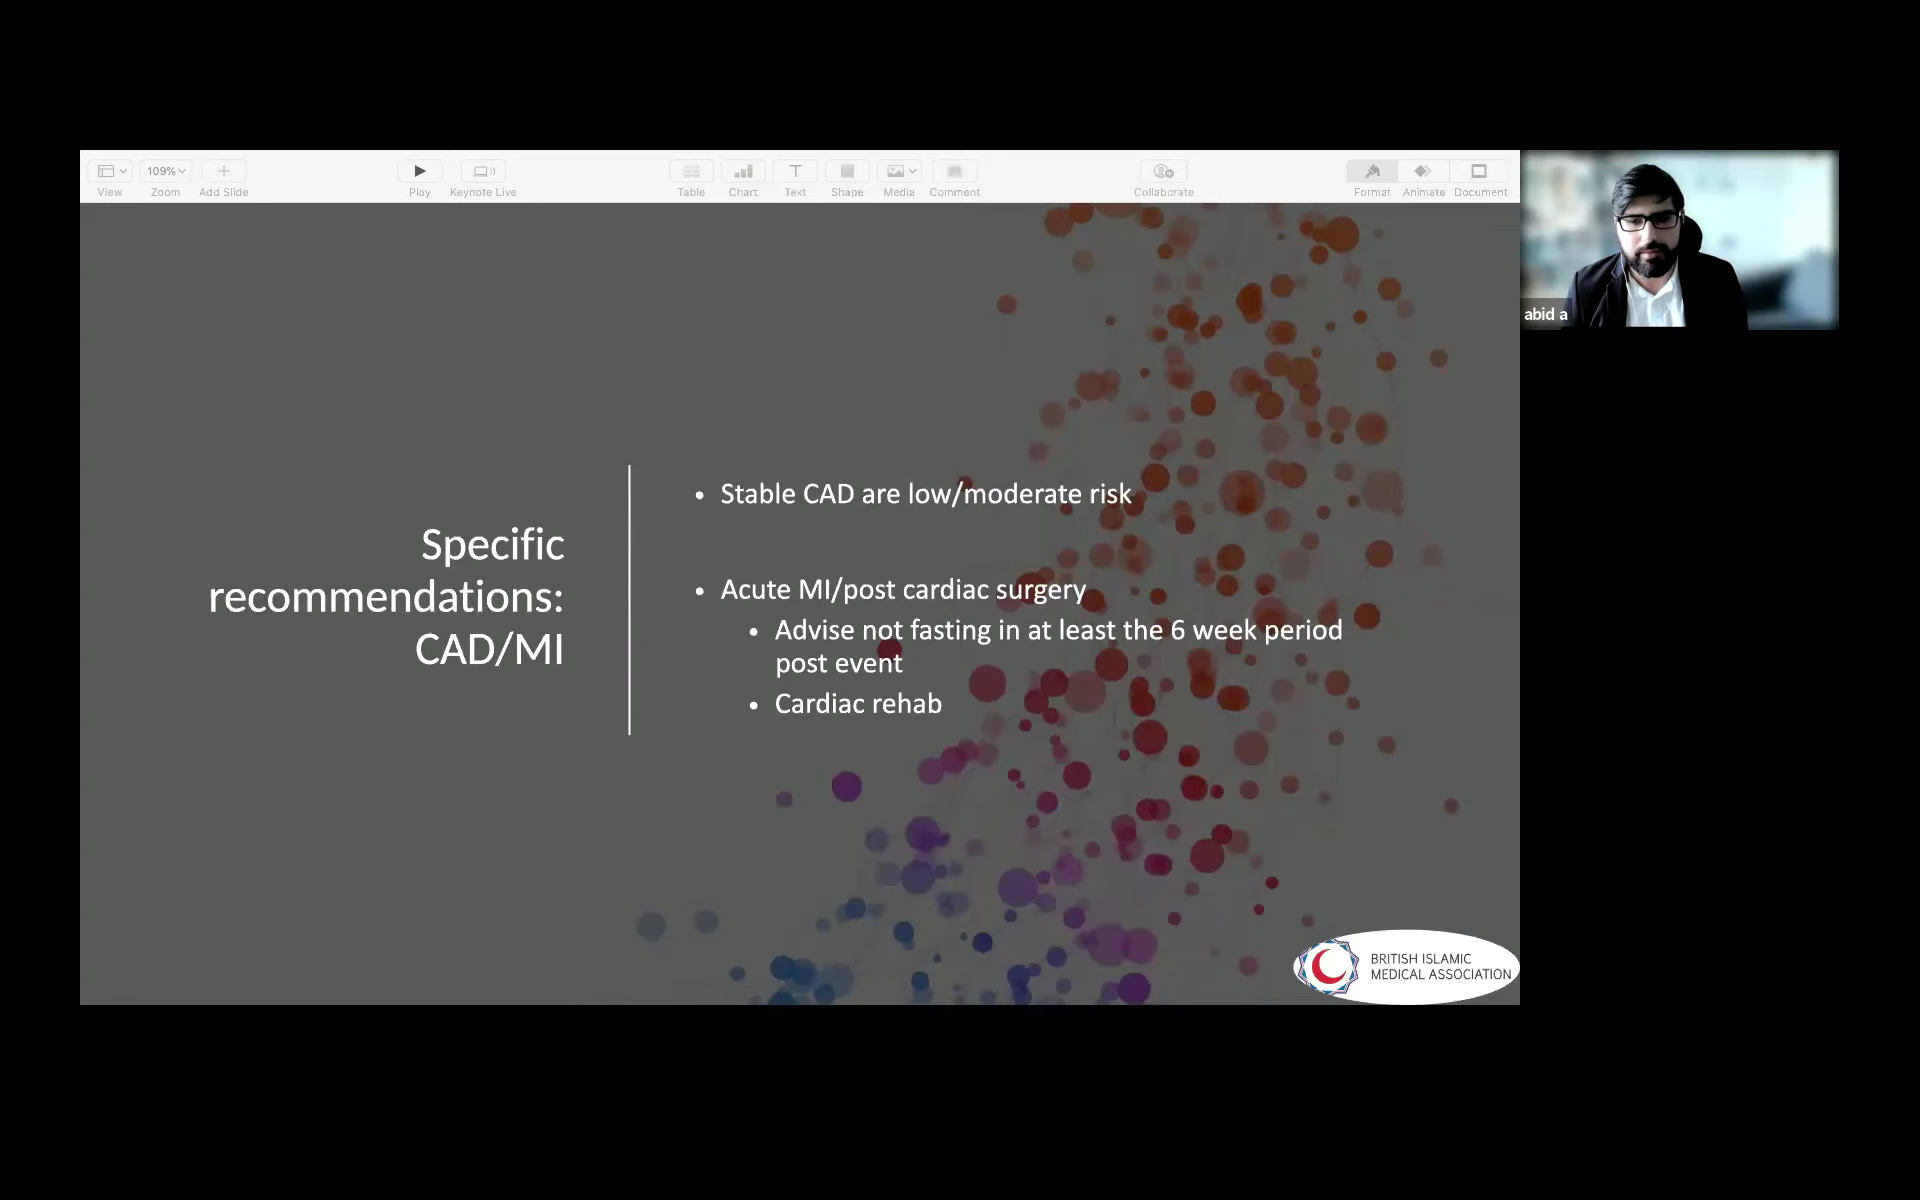 109%
View
Zoom
Add Slide
Play
Keynote Live
Table
Chart
Text
Shape
Media
Comment
Collaborate
Format
Animate
Document
abid a
Specific
recommendations:
CAD/MI
• Stable CAD are low/moderate risk
• Acute MI/post cardiac surgery
• Advise not fasting in at least the 6 week period
post event
• Cardiac rehab
BRITISH ISLAMIC
MEDICAL ASSOCIATION